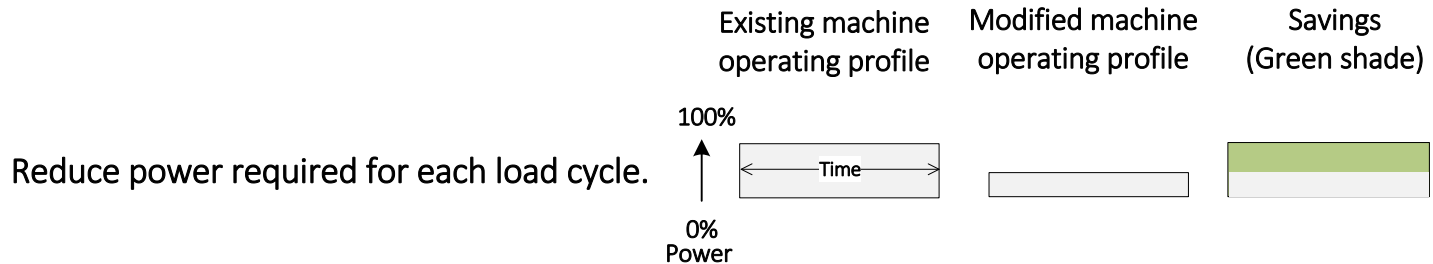 Existing machine
operating profile
Modified machine
operating profile
Savings
(Green shade)
Reduce power required for each load cycle.
100%
0%
Power
Time